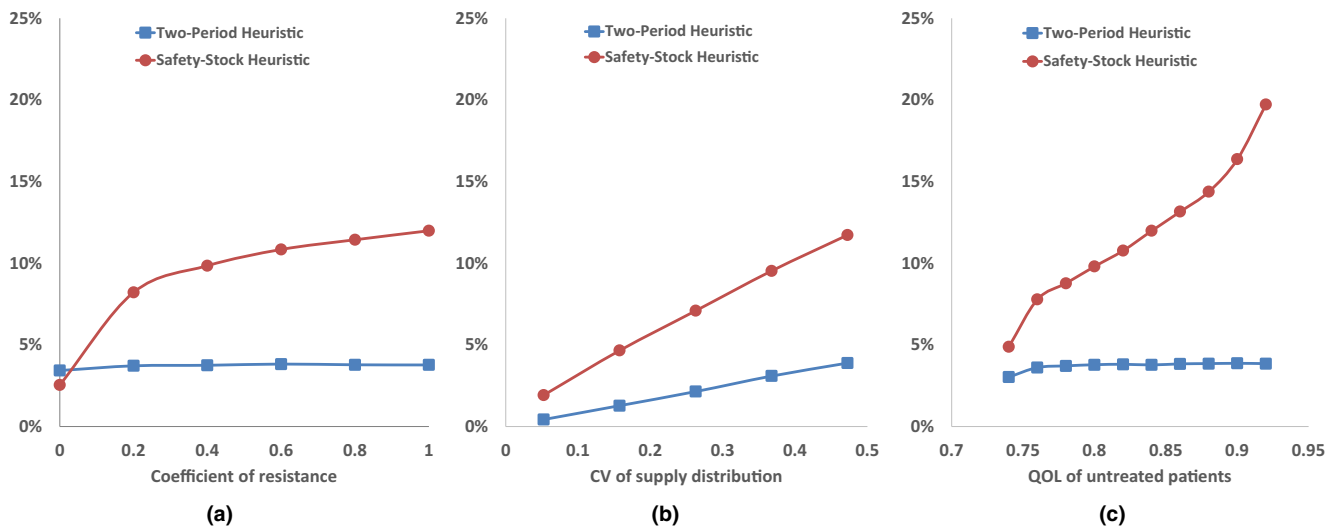 25%
20%
15%
10%
5%
0%
Two-Period Heuristic
Safety-Stock Heuristic
0 0.2 0.4 0.6 0.8 1
Coefficient of resistance
(a)
25%
20%
15%
10%
5%
0%
Two-Period Heuristic
Safety-Stock Heuristic
0 0.1 0.2 0.3 0.4 0.5
CV of supply distribution
(b)
25%
20%
15%
10%
5%
0%
Two-Period Heuristic
Safety-Stock Heuristic
0.7 0.75 0.8 0.85 0.9 0.95
QOL of untreated patients
(c)